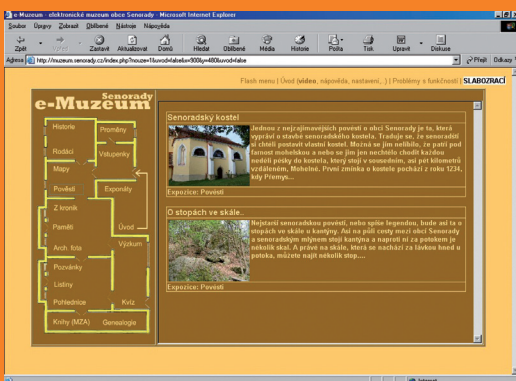 e-Muzeum - elektronické muzeum obce Senorady - Microsoft Internet Explorer
Soubor Úpravy Zobrazit Oblíbené Nástroje Nápověda
Zpět Vpřed Zastavit Aktualizovat Domů Hledat Oblíbené Média Historie Pošta Tisk Upravit Diskuse
Adresa http://muzeum.senorady.cz/index.php?mouze=1&uvod=false&x=900&y=480&uvod=false Přejít Odkazy
Flash menu | Úvod (video, nápověda, nastavení,..) | Problémy s funkčností | SLABOZRACÍ
Senorady
e-Muzeum
Historie
Proměny
Rodáci
Vstupenky
Mapy
Pověsti
Exponáty
Z kronik
Paměti
Úvod
Arch. fota
Výzkum
Pozvánky
Listiny
Pohlednice
Kvíz
Knihy (MZA)
Genealogie
Senoradský kostel
Jednou z nejzajímavějších pověstí o obci Senorady je ta, která
vypráví o stavbě senoradského kostela. Traduje se, že senoradští
si chtěli postavit vlastní kostel. Možná se jim nelíbilo, že patří pod
farnost mohelskou a nebo se jim jen nechtělo chodit každou
neděli pěšky do kostela, který stojí v sousedním, asi pět kilometrů
vzdáleném, Mohelně. První zmínka o kostele pochází z roku 1234,
kdy Přemys...
Expozice: Pověsti
O stopách ve skále..
Nejstarší senoradskou pověstí, nebo spíše legendou, bude asi ta o
stopách ve skále u kantýny. Asi na půli cesty mezi obcí Senorady
a senoradským mlýnem stojí kantýna a naproti ní za potokem je
několik skal. A právě na skále, která se nachází za lávkou hned u
potoka, můžete najít několik stop....
Expozice: Pověsti
Internet